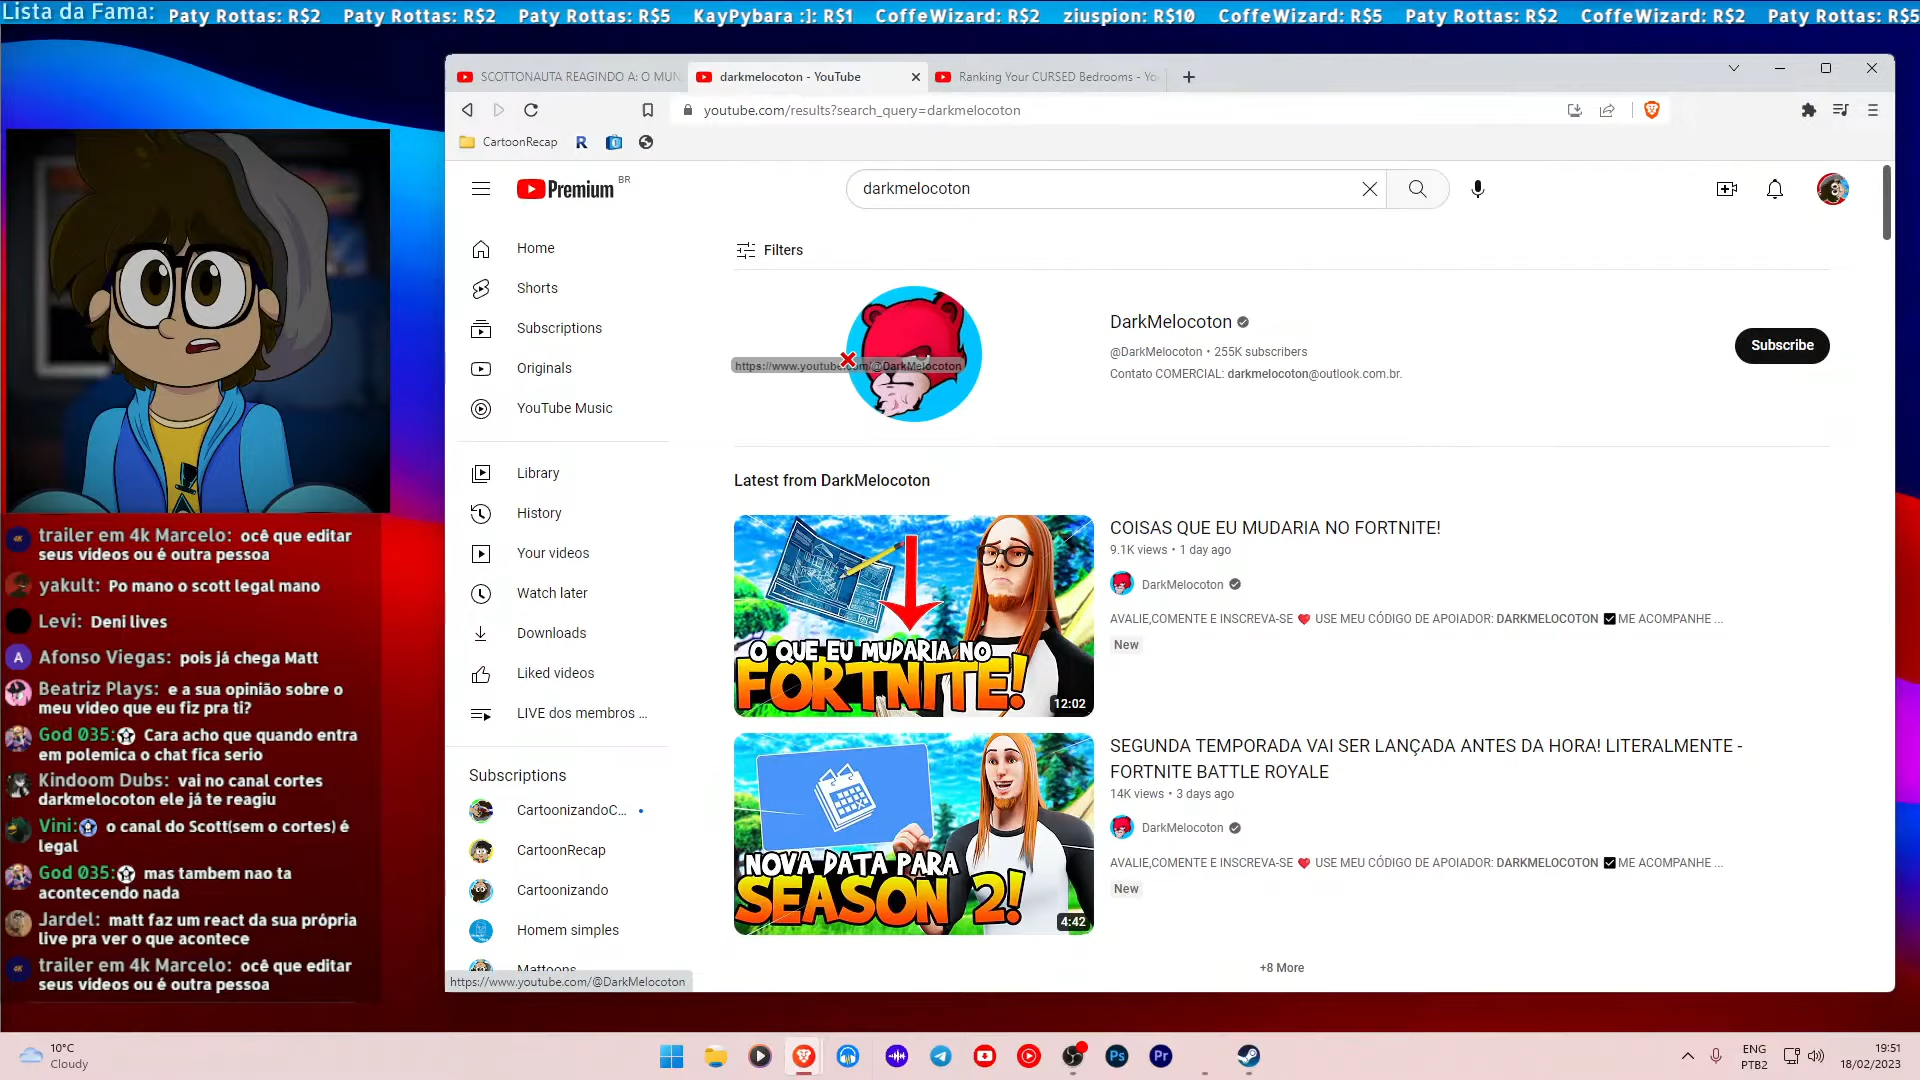 Lista da Fama: Paty Rottas: R$2 Paty Rottas: R$2 Paty Rottas: R$5 KayPybara :]: R$1 CoffeWizard: R$2 ziuspion: R$10 CoffeWizard: R$5 Paty Rottas: R$2 CoffeWizard: R$2 Paty Rottas: R$5
SCOTTONAUTA REAGINDO A: O MUN
darkmelocoton - YouTube
Ranking Your CURSED Bedrooms - Yo
youtube.com/results?search_query=darkmelocoton
CartoonRecap
R
Premium BR
darkmelocoton
Home
Shorts
Subscriptions
Originals
YouTube Music
Library
History
Your videos
Watch later
Downloads
Liked videos
LIVE dos membros ...
Subscriptions
CartoonizandoC...
CartoonRecap
Cartoonizando
Homem simples
Mattoons
https://www.youtube.com/@DarkMelocoton
Filters
https://www.youtube.com/@DarkMelocoton
DarkMelocoton
@DarkMelocoton • 255K subscribers
Contato COMERCIAL: darkmelocoton@outlook.com.br.
Subscribe
Latest from DarkMelocoton
O QUE EU MUDARIA NO
FORTNITE!
12:02
COISAS QUE EU MUDARIA NO FORTNITE!
9.1K views • 1 day ago
DarkMelocoton
AVALIE,COMENTE E INSCREVA-SE ❤️ USE MEU CÓDIGO DE APOIADOR: DARKMELOCOTON ☑ME ACOMPANHE ...
New
NOVA DATA PARA
SEASON 2!
4:42
SEGUNDA TEMPORADA VAI SER LANÇADA ANTES DA HORA! LITERALMENTE -
FORTNITE BATTLE ROYALE
14K views • 3 days ago
DarkMelocoton
AVALIE,COMENTE E INSCREVA-SE ❤️ USE MEU CÓDIGO DE APOIADOR: DARKMELOCOTON ☑ME ACOMPANHE ...
New
+8 More
4K
trailer em 4k Marcelo: ocê que editar
seus videos ou é outra pessoa
yakult: Po mano o scott legal mano
Levi: Deni lives
A
Afonso Viegas: pois já chega Matt
Beatriz Plays: e a sua opinião sobre o
meu vídeo que eu fiz pra ti?
God 035: Cara acho que quando entra
em polemica o chat fica serio
Kindoom Dubs: vai no canal cortes
darkmelocoton ele já te reagiu
Vini: o canal do Scott(sem o cortes) é
legal
God 035: mas tambem nao ta
acontecendo nada
Jardel: matt faz um react da sua própria
live pra ver o que acontece
4K
trailer em 4k Marcelo: ocê que editar
seus videos ou é outra pessoa
10°C
Cloudy
Ps
Pr
ENG
PTB2
19:51
18/02/2023